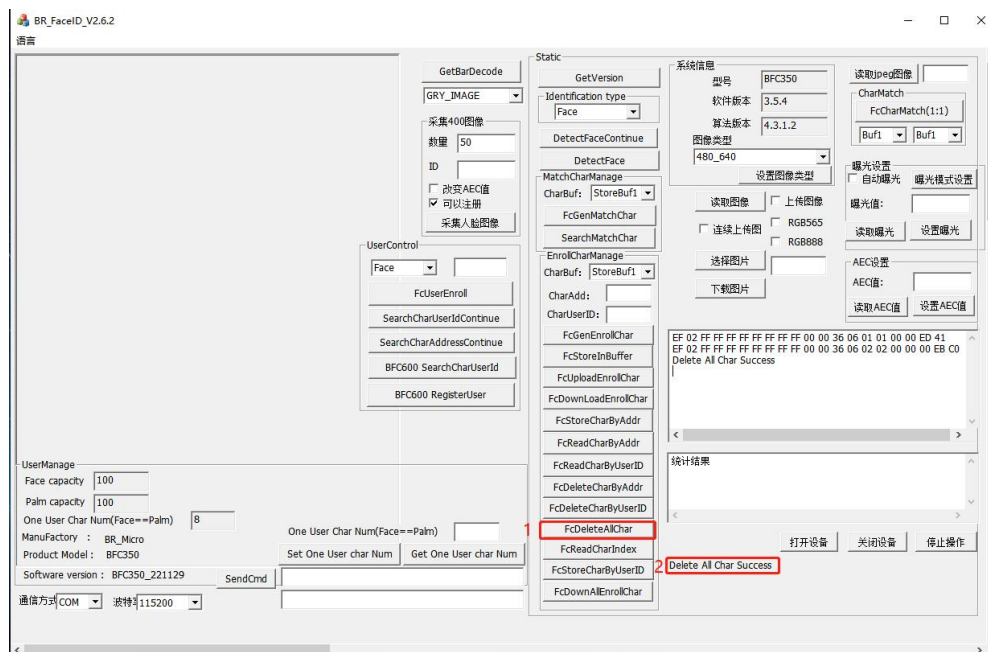 BR_FaceID_V2.6.2
语言
GetBarDecode
GRY_IMAGE
采集400图像
数量 50
ID
改变AEC值
可以注册
采集人脸图像
UserControl
Face
FcUserEnroll
SearchCharUserIdContinue
SearchCharAddressContinue
BFC600 SearchCharUserId
BFC600 RegisterUser
UserManage
Face capacity 100
Palm capacity 100
One User Char Num(Face==Palm) 8
ManuFactory : BR_Micro
Product Model : BFC350
One User Char Num(Face==Palm)
Set One User char Num
Get One User char Num
Software version : BFC350_221129
SendCmd
通信方式 COM
波特 115200
Static
GetVersion
Identification type
Face
DetectFaceContinue
DetectFace
MatchCharManage
CharBuf: StoreBuf1
FcGenMatchChar
SearchMatchChar
EnrollCharManage
CharBuf: StoreBuf1
CharAdd:
CharUserID:
FcGenEnrollChar
FcStoreInBuffer
FcUploadEnrollChar
FcDownLoadEnrollChar
FcStoreCharByAddr
FcReadCharByAddr
FcReadCharByUserID
FcDeleteCharByAddr
FcDeleteCharByUserID
1 FcDeleteAllChar
FcReadCharIndex
FcStoreCharByUserID
FcDownAllEnrollChar
系统信息
型号 BFC350
软件版本 3.5.4
算法版本 4.3.1.2
图像类型
480_640
设置图像类型
读取图像
上传图像
连续上传图
RGB565
RGB888
选择图片
下载图片
读取jpeg图像
CharMatch
FcCharMatch(1:1)
Buf1 Buf1
曝光设置
自动曝光
曝光模式设置
曝光值:
读取曝光
设置曝光
AEC设置
AEC值:
读取AEC值
设置AEC值
EF 02 FF FF FF FF FF FF FF FF 00 00 36 06 01 01 00 00 ED 41
EF 02 FF FF FF FF FF FF FF FF 00 00 36 06 02 02 00 00 00 EB C0
Delete All Char Success
统计结果
打开设备
关闭设备
停止操作
2 Delete All Char Success